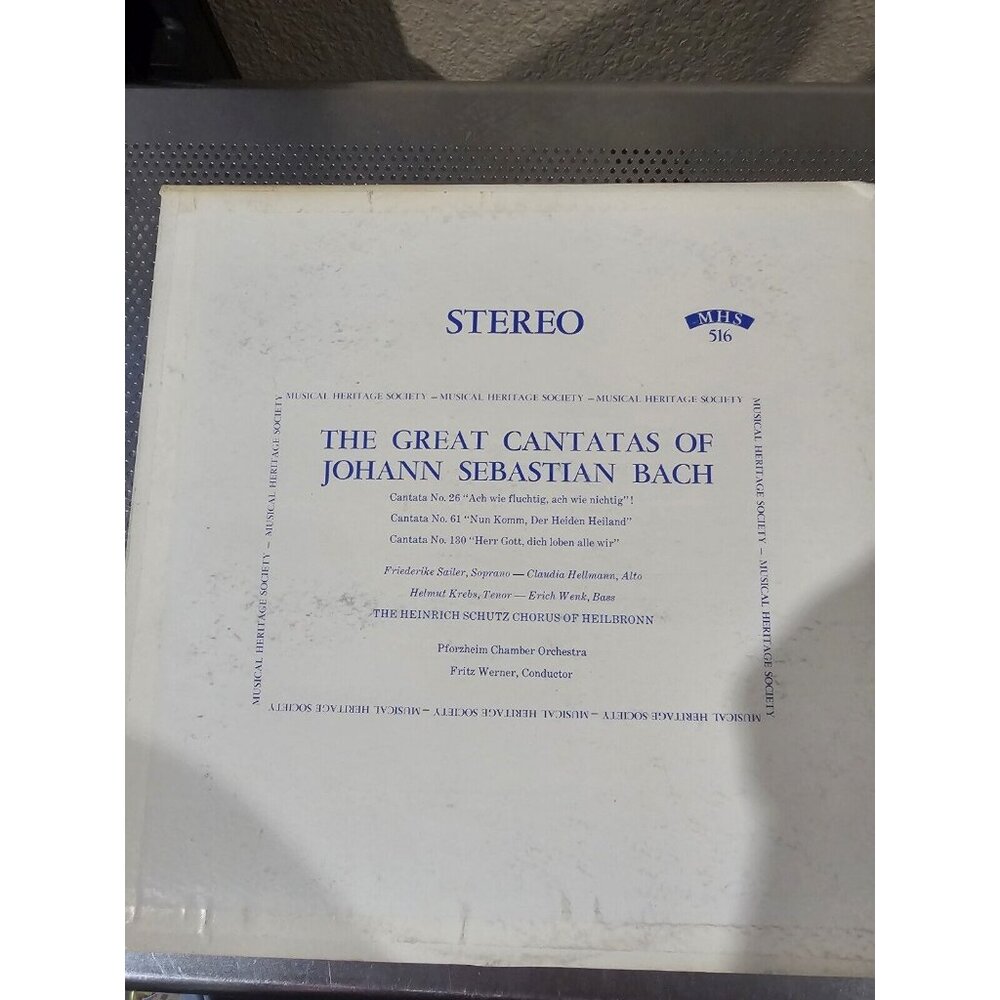 STEREO
MHS
516
MUSICAL HERITAGE SOCIETY – MUSICAL HERITAGE SOCIETY – MUSICAL HERITAGE SOCIETY
THE GREAT CANTATAS OF
JOHANN SEBASTIAN BACH
Cantata No. 26 "Ach wie fluchtig, ach wie nichtig"!
Cantata No. 61 "Nun Komm, Der Heiden Heiland"
Cantata No. 130 "Herr Gott, dich loben alle wir"
Friederike Sailer, Soprano — Claudia Hellmann, Alto
Helmut Krebs, Tenor — Erich Wenk, Bass
THE HEINRICH SCHUTZ CHORUS OF HEILBRONN
Pforzheim Chamber Orchestra
Fritz Werner, Conductor
MUSICAL HERITAGE SOCIETY – MUSICAL HERITAGE SOCIETY
MUSICAL HERITAGE SOCIETY – MUSICAL HERITAGE SOCIETY
MUSICAL HERITAGE SOCIETY – MUSICAL HERITAGE SOCIETY – MUSICAL HERITAGE SOCIETY